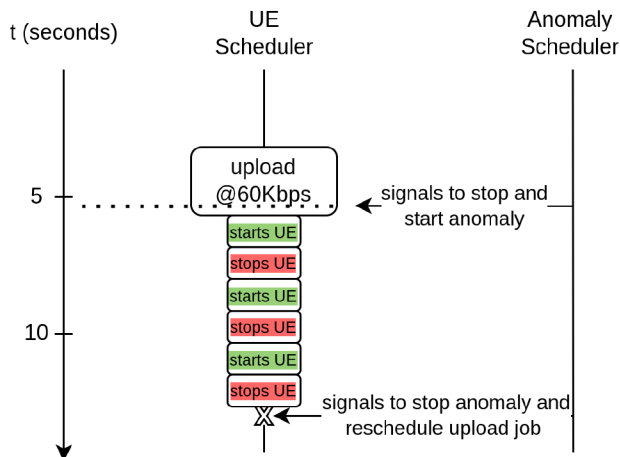 t (seconds)
UE
Scheduler
Anomaly
Scheduler
upload
@60Kbps
5
signals to stop and
start anomaly
starts UE
stops UE
starts UE
stops UE
10
starts UE
stops UE
signals to stop anomaly and
reschedule upload job
X